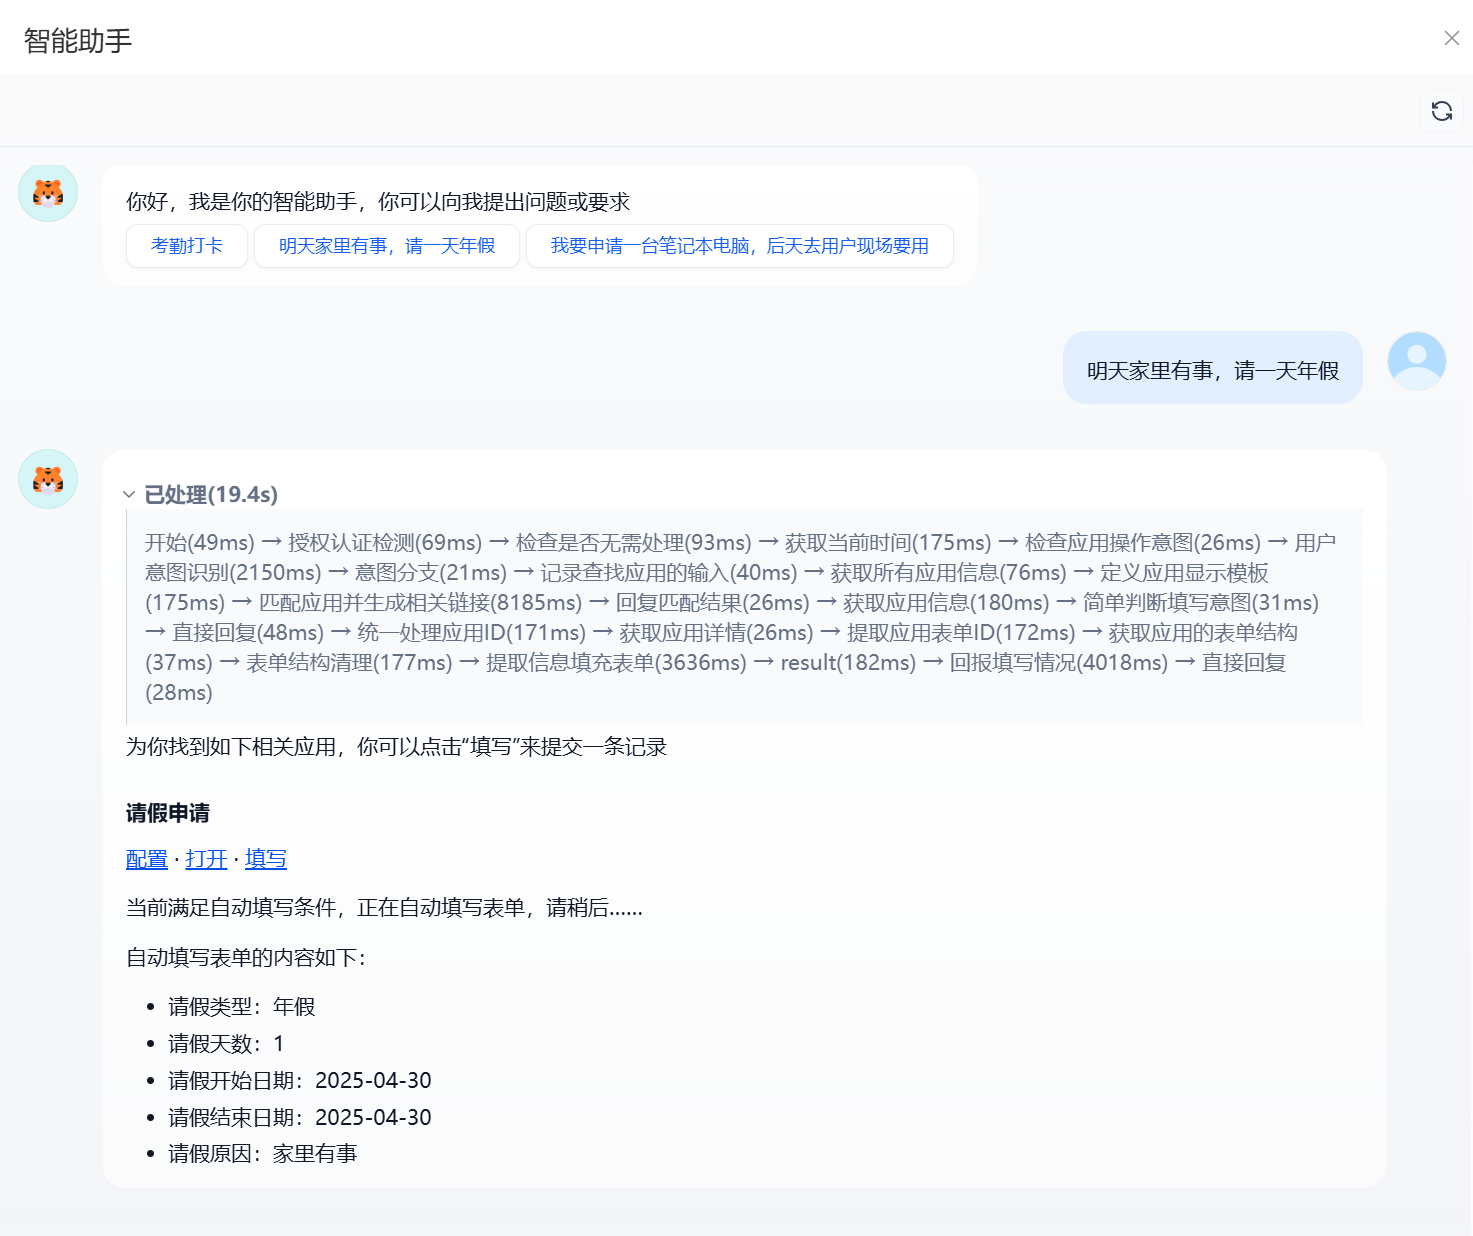 智能助手
你好，我是你的智能助手，你可以向我提出问题或要求
考勤打卡 明天家里有事，请一天年假 我要申请一台笔记本电脑，后天去用户现场要用
明天家里有事，请一天年假
已处理(19.4s)
开始(49ms) → 授权认证检测(69ms) → 检查是否无需处理(93ms) → 获取当前时间(175ms) → 检查应用操作意图(26ms) → 用户
意图识别(2150ms) → 意图分支(21ms) → 记录查找应用的输入(40ms) → 获取所有应用信息(76ms) → 定义应用显示模板
(175ms) → 匹配应用并生成相关链接(8185ms) → 回复匹配结果(26ms) → 获取应用信息(180ms) → 简单判断填写意图(31ms)
→ 直接回复(48ms) → 统一处理应用ID(171ms) → 获取应用详情(26ms) → 提取应用表单ID(172ms) → 获取应用的表单结构
(37ms) → 表单结构清理(177ms) → 提取信息填充表单(3636ms) → result(182ms) → 回报填写情况(4018ms) → 直接回复
(28ms)
为你找到如下相关应用，你可以点击“填写”来提交一条记录
请假申请
配置 · 打开 · 填写
当前满足自动填写条件，正在自动填写表单，请稍后......
自动填写表单的内容如下：
• 请假类型：年假
• 请假天数：1
• 请假开始日期：2025-04-30
• 请假结束日期：2025-04-30
• 请假原因：家里有事